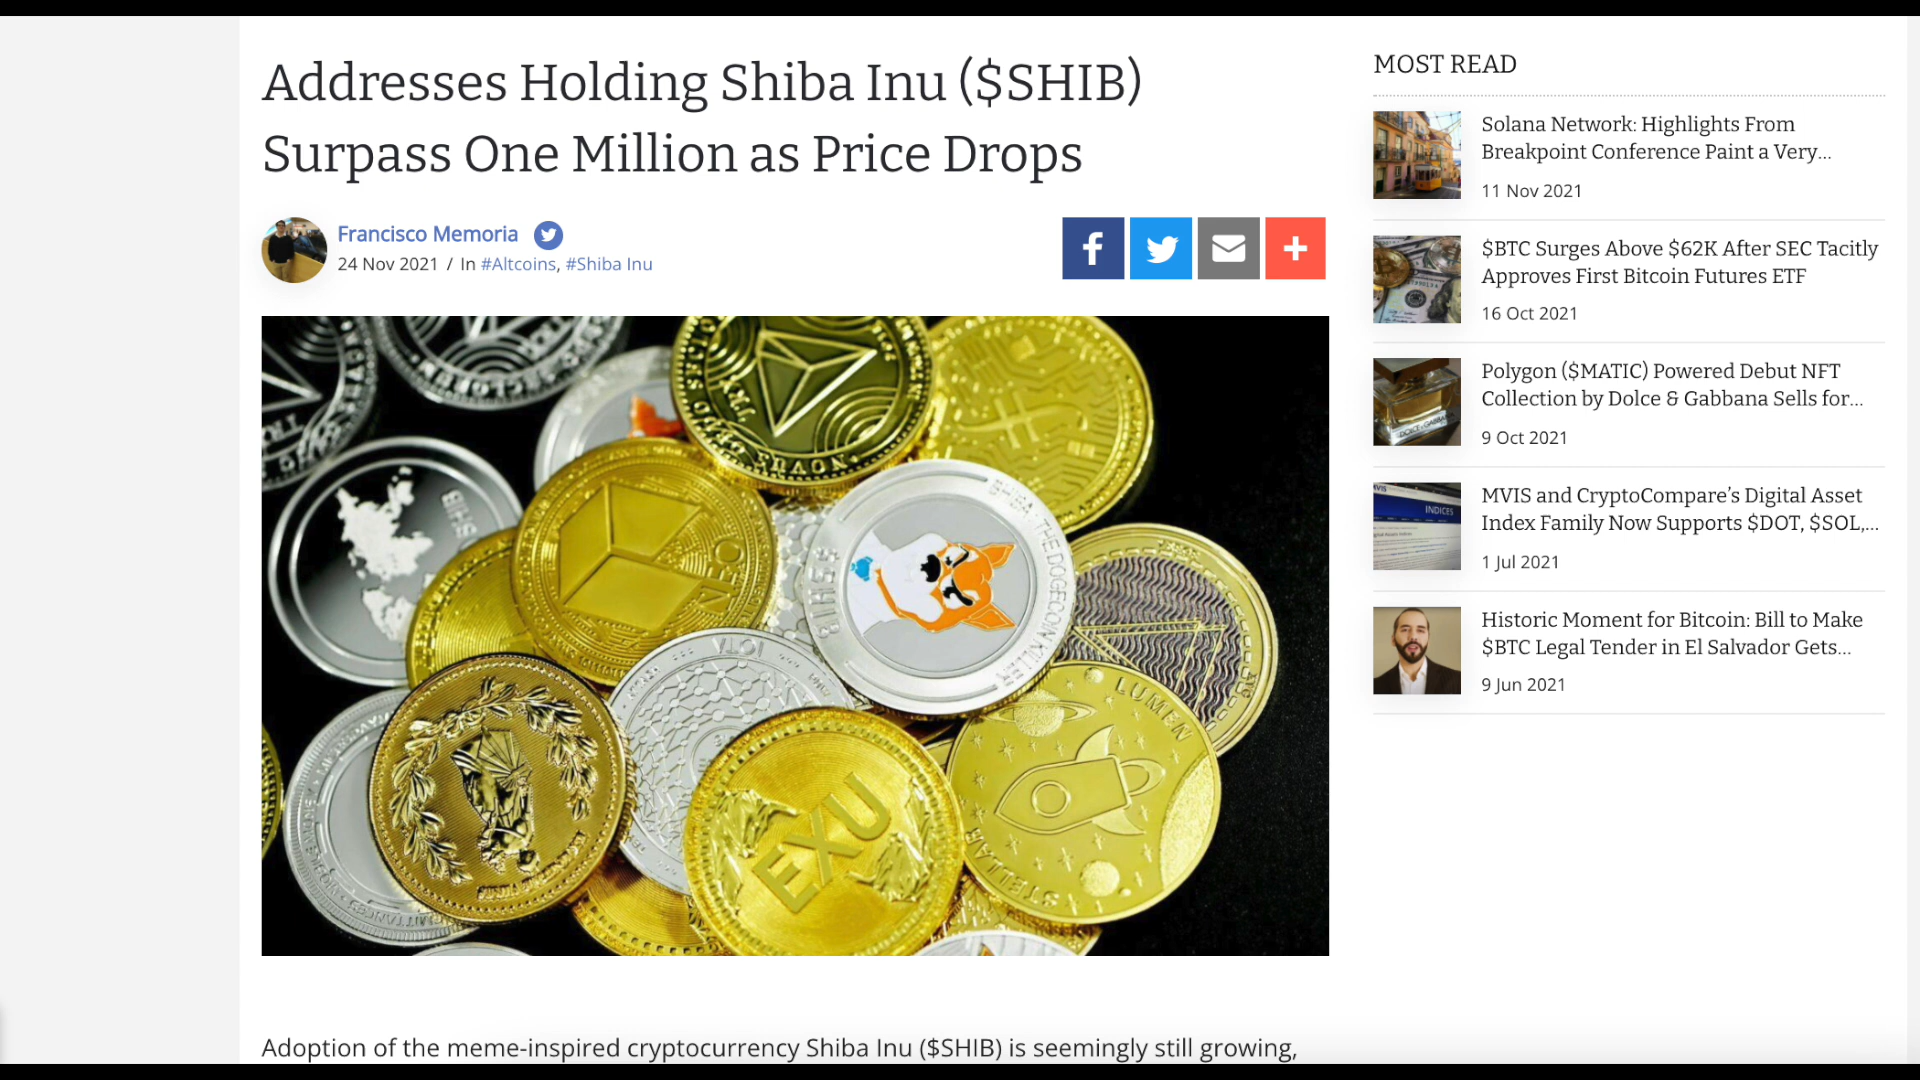 Addresses Holding Shiba Inu ($SHIB)
Surpass One Million as Price Drops
Francisco Memoria
24 Nov 2021 / In #Altcoins, #Shiba Inu
NEO
SHIBA THE DOGECOIN KILLER
IOTA
LUMEN
STELLAR
EXU
Adoption of the meme-inspired cryptocurrency Shiba Inu ($SHIB) is seemingly still growing,
MOST READ
Solana Network: Highlights From
Breakpoint Conference Paint a Very...
11 Nov 2021
$BTC Surges Above $62K After SEC Tacitly
Approves First Bitcoin Futures ETF
16 Oct 2021
Polygon ($MATIC) Powered Debut NFT
Collection by Dolce & Gabbana Sells for...
9 Oct 2021
INDICES
MVIS and CryptoCompare's Digital Asset
Index Family Now Supports $DOT, $SOL,...
1 Jul 2021
Historic Moment for Bitcoin: Bill to Make
$BTC Legal Tender in El Salvador Gets...
9 Jun 2021